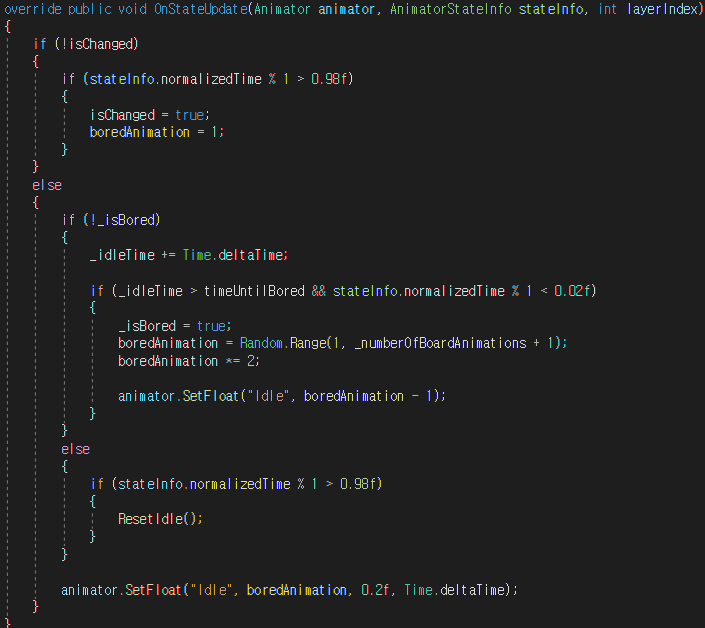 override public void OnStateUpdate(Animator animator, AnimatorStateInfo stateInfo, int layerIndex)
{
if (!isChanged)
{
if (stateInfo.normalizedTime % 1 > 0.98f)
{
isChanged = true;
boredAnimation = 1;
}
}
else
{
if (!_isBored)
{
_idleTime += Time.deltaTime;
if (_idleTime > timeUntilBored && stateInfo.normalizedTime % 1 < 0.02f)
{
_isBored = true;
boredAnimation = Random.Range(1, _numberOfBoardAnimations + 1);
boredAnimation *= 2;
animator.SetFloat("Idle", boredAnimation - 1);
}
}
else
{
if (stateInfo.normalizedTime % 1 > 0.98f)
{
ResetIdle();
}
}
animator.SetFloat("Idle", boredAnimation, 0.2f, Time.deltaTime);
}
}